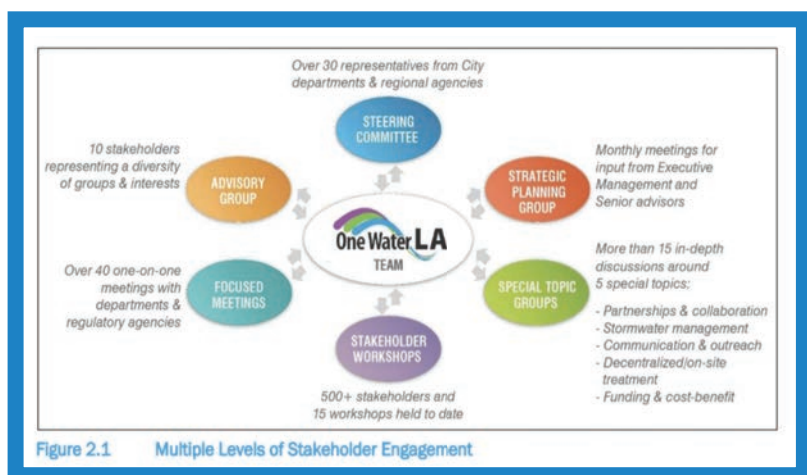 Over 30 representatives from City
departments & regional agencies
STEERING
COMMITTEE
10 stakeholders
representing a diversity
of groups & interests
ADVISORY
GROUP
STRATEGIC
PLANNING
GROUP
Monthly meetings for
input from Executive
Management and
Senior advisors
One Water LA
TEAM
Over 40 one-on-one
meetings with
departments &
regulatory agencies
FOCUSED
MEETINGS
SPECIAL TOPIC
GROUPS
More than 15 in-depth
discussions around
5 special topics;
- Partnerships & collaboration
- Stormwater management
- Communication & outreach
- Decentralized/on-site
treatment
- Funding & cost-benefit
STAKEHOLDER
WORKSHOPS
500+ stakeholders and
15 workshops held to date
Figure 2.1 Multiple Levels of Stakeholder Engagement